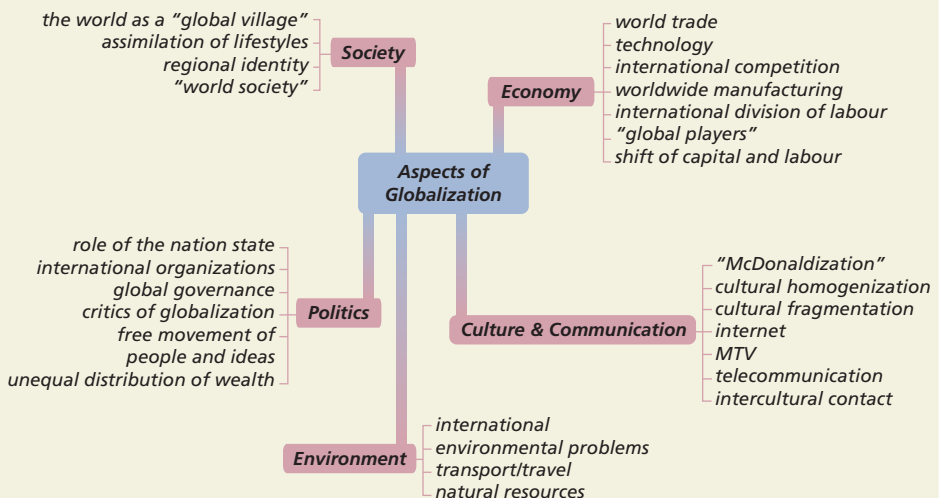 the world as a “global village”
assimilation of lifestyles
regional identity
“world society”
Society
Economy
world trade
technology
international competition
worldwide manufacturing
international division of labour
“global players”
shift of capital and labour
Aspects of
Globalization
role of the nation state
international organizations
global governance
critics of globalization
free movement of
people and ideas
unequal distribution of wealth
Politics
Culture & Communication
“McDonaldization”
cultural homogenization
cultural fragmentation
internet
MTV
telecommunication
intercultural contact
Environment
international
environmental problems
transport/travel
natural resources